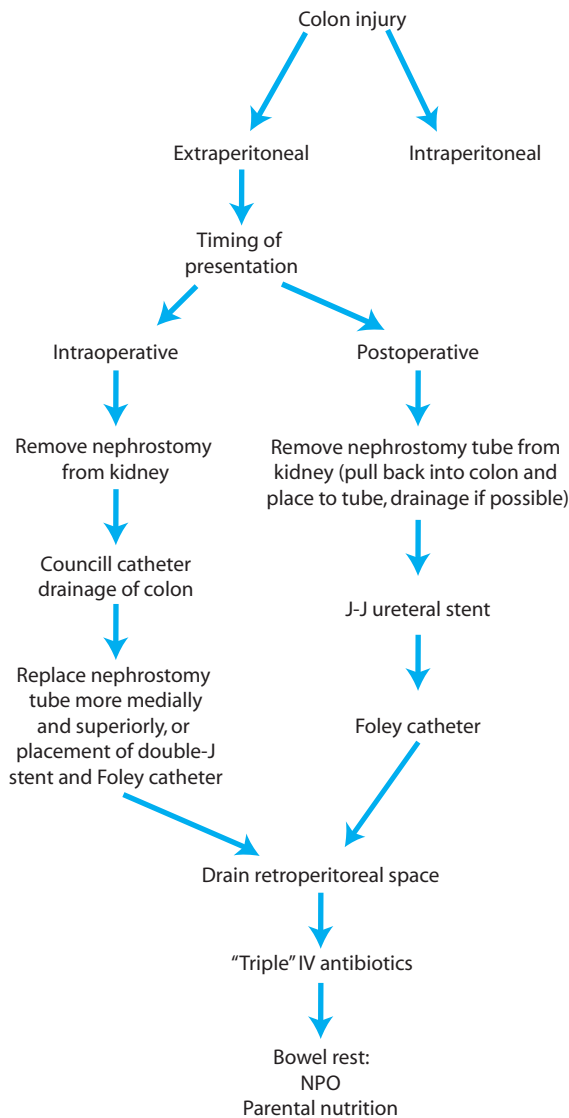 Colon injury
Extraperitoneal
Intraperitoneal
Timing of
presentation
Intraoperative
Postoperative
Remove nephrostomy
from kidney
Remove nephrostomy tube from
kidney (pull back into colon and
place to tube, drainage if possible)
Councill catheter
drainage of colon
J-J ureteral stent
Replace nephrostomy
tube more medially
and superiorly, or
placement of double-J
stent and Foley catheter
Foley catheter
Drain retroperitoreal space
“Triple” IV antibiotics
Bowel rest:
NPO
Parental nutrition